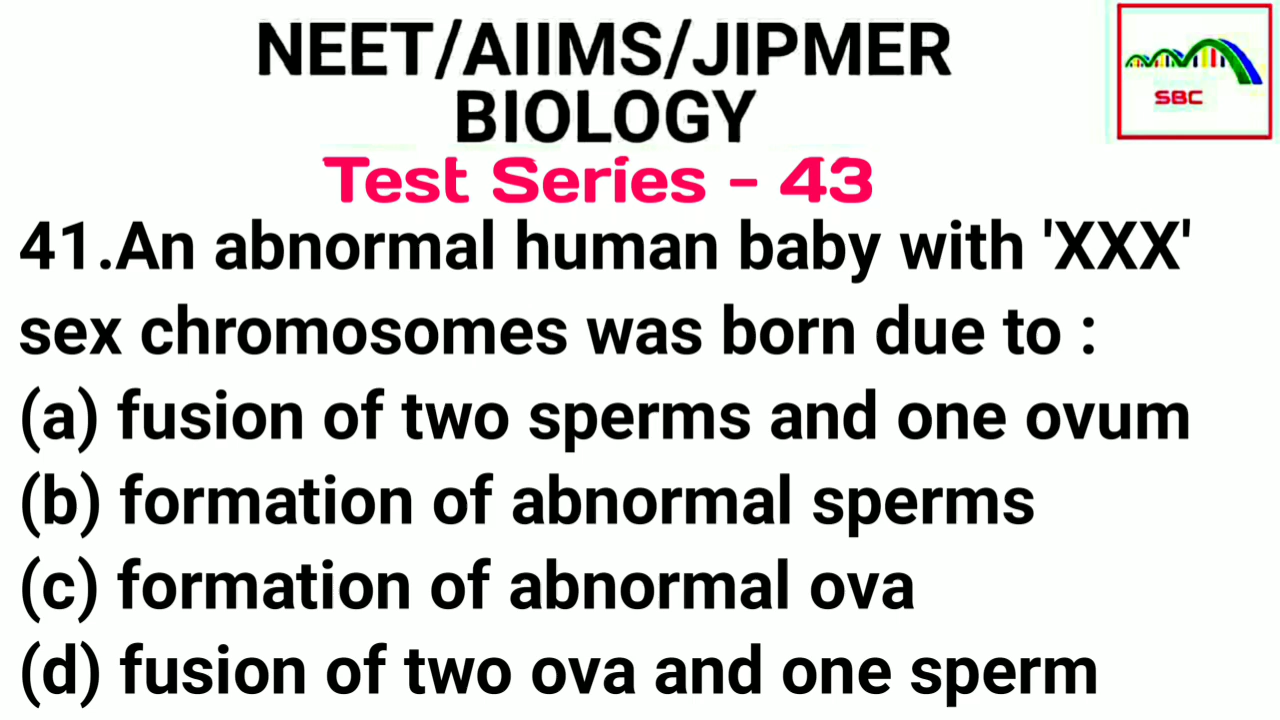 NEET/AIIMS/JIPMER
BIOLOGY
SBC
Test Series - 43
41.An abnormal human baby with 'XXX'
sex chromosomes was born due to :
(a) fusion of two sperms and one ovum
(b) formation of abnormal sperms
(c) formation of abnormal ova
(d) fusion of two ova and one sperm